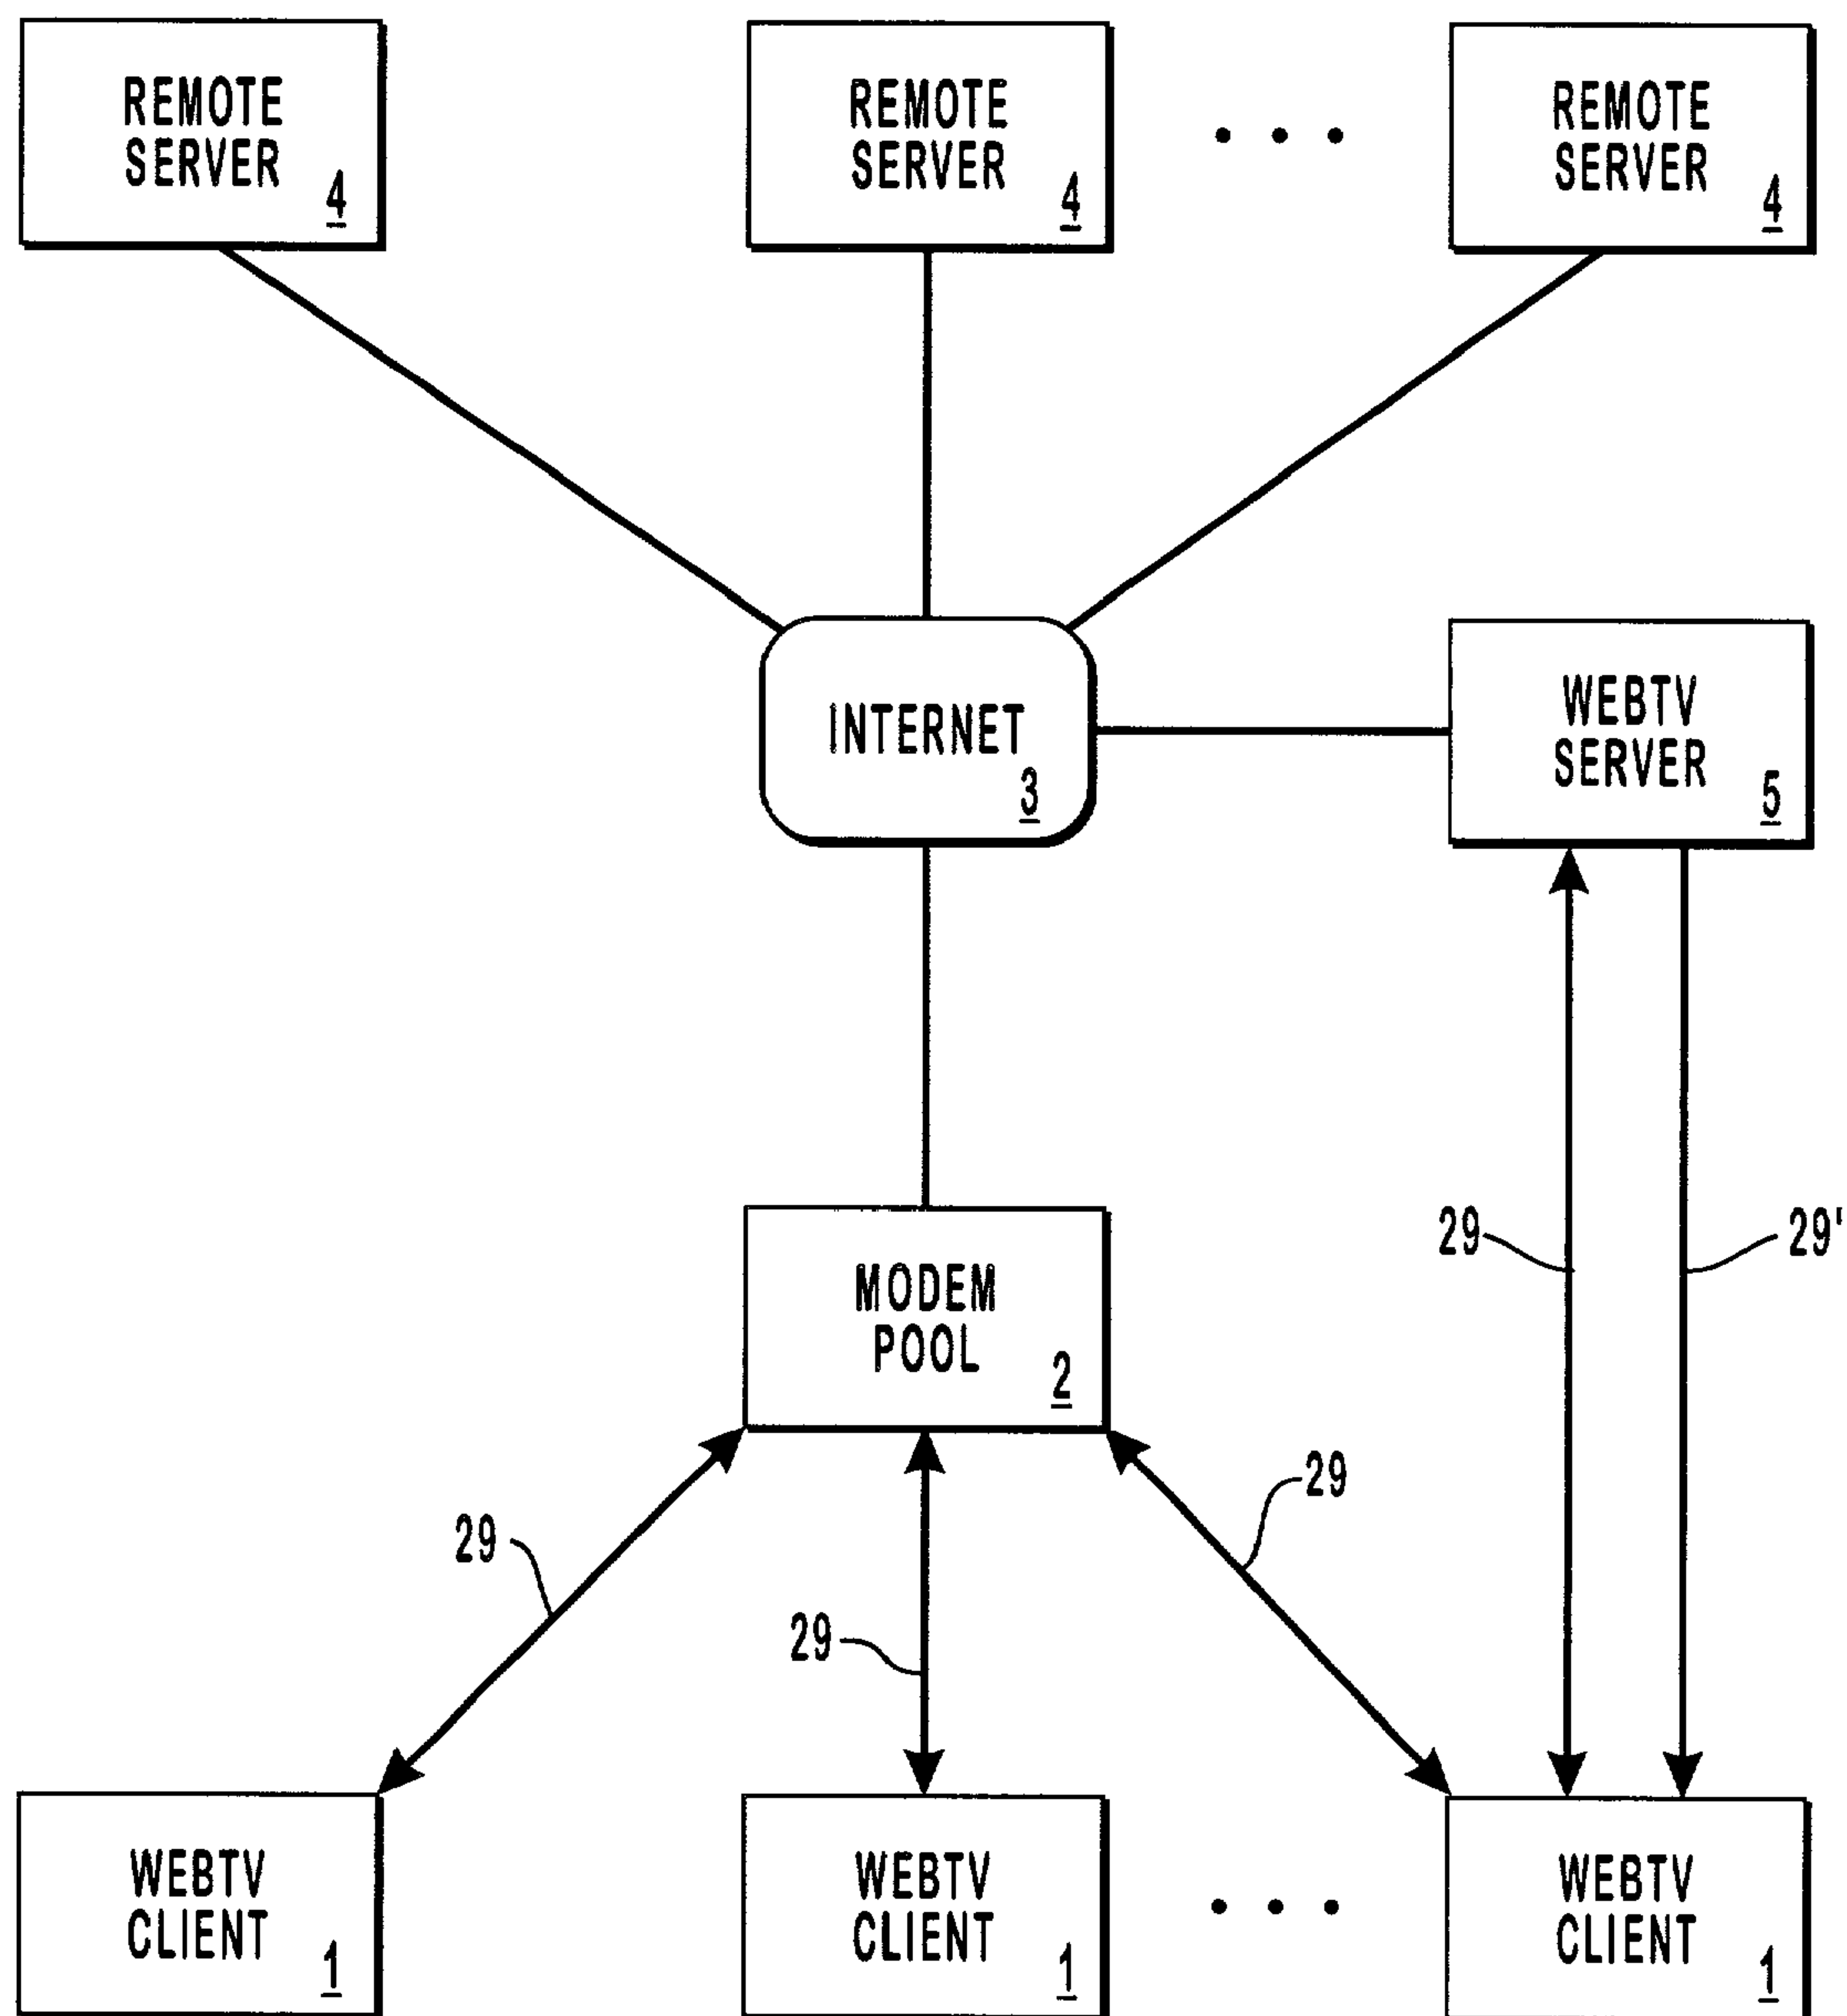 REMOTE
SERVER
4
REMOTE
SERVER
4
REMOTE
SERVER
4
INTERNET
3
WEBTV
SERVER
5
MODEM
POOL
2
29
29'
29
29
29
WEBTV
CLIENT
1
WEBTV
CLIENT
1
WEBTV
CLIENT
1